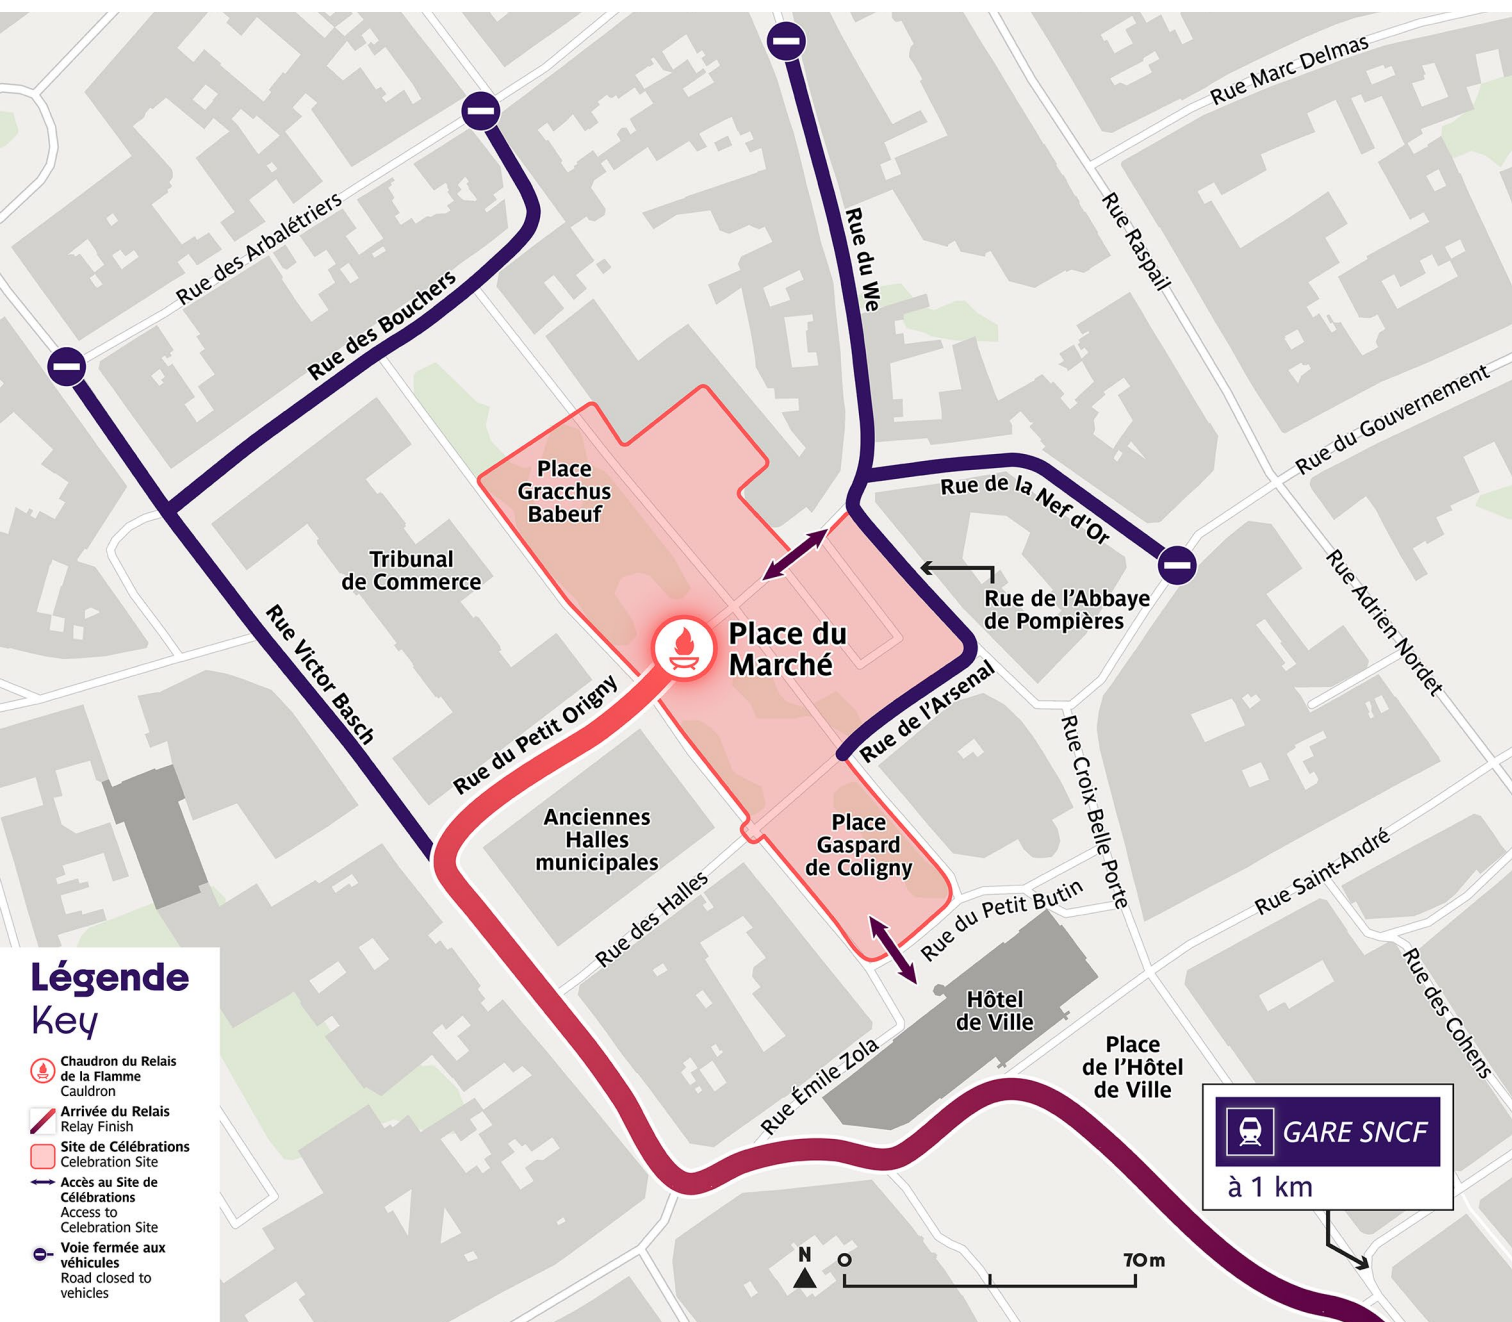 Rue Marc Delmas
Rue des Arbalétriers
Rue Raspail
Rue du We
Rue des Bouchers
Rue du Gouvernement
Place
Gracchus
Babeuf
Rue de la Nef d'Or
Tribunal
de Commerce
Rue de l'Abbaye
de Pompières
Rue Adrien Nordet
Rue Victor Basch
Place du
Marché
Rue du Petit Origny
Rue de l'Arsenal
Rue Croix Belle Porte
Anciennes
Halles
municipales
Place
Gaspard
de Coligny
Rue Saint-André
Rue des Halles
Rue du Petit Butin
Hôtel
de Ville
Rue des Cohens
Place
de l'Hôtel
de Ville
Rue Émile Zola
GARE SNCF
à 1 km
N
0
70 m
Légende
Key
Chaudron du Relais
de la Flamme
Cauldron
Arrivée du Relais
Relay Finish
Site de Célébrations
Celebration Site
Accès au Site de
Célébrations
Access to
Celebration Site
Voie fermée aux
véhicules
Road closed to
vehicles